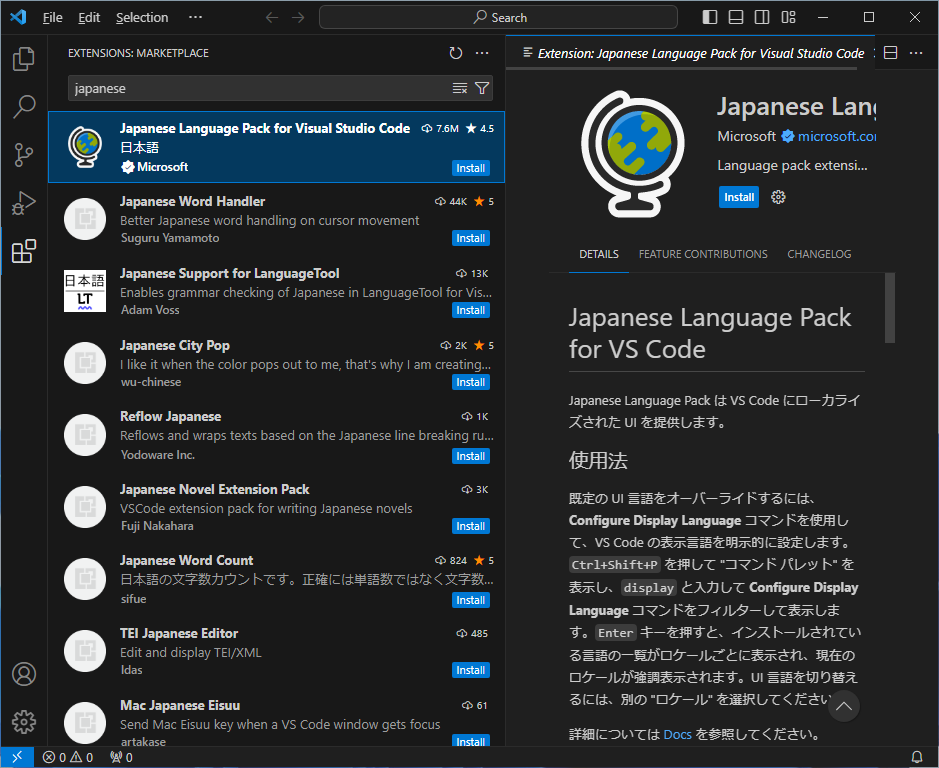 File Edit Selection ··· Search
EXTENSIONS: MARKETPLACE
japanese
Japanese Language Pack for Visual Studio Code 7.6M ★ 4.5
日本語
Microsoft
Install
Japanese Word Handler 44K ★ 5
Better Japanese word handling on cursor movement
Suguru Yamamoto
Install
日本語
LT
Japanese Support for LanguageTool 13K
Enables grammar checking of Japanese in LanguageTool for Vis...
Adam Voss
Install
Japanese City Pop 2K ★ 5
I like it when the color pops out to me, that's why I am creating...
wu-chinese
Install
Reflow Japanese 1K
Reflows and wraps texts based on the Japanese line breaking ru...
Yodoware Inc.
Install
Japanese Novel Extension Pack 3K
VSCode extension pack for writing Japanese novels
Fuji Nakahara
Install
Japanese Word Count 824 ★ 5
日本語の文字数カウントです。正確には単語数ではなく文字数...
sifue
Install
TEI Japanese Editor 485
Edit and display TEI/XML
ldas
Install
Mac Japanese Eisuu 61
Send Mac Eisuu key when a VS Code window gets focus
artakase
Install
Extension: Japanese Language Pack for Visual Studio Code
Japanese Lang
Microsoft microsoft.com
Language pack extensi...
Install
DETAILS FEATURE CONTRIBUTIONS CHANGELOG
Japanese Language Pack
for VS Code
Japanese Language Pack は VS Code にローカライ
ズされた UI を提供します。
使用法
既定の UI 言語をオーバーライドするには、
Configure Display Language コマンドを使用し
て、VS Code の表示言語を明示的に設定します。
Ctrl+Shift+P を押して "コマンド パレット" を
表示し、display と入力して Configure Display
Language コマンドをフィルターして表示しま
す。Enter キーを押すと、インストールされてい
る言語の一覧がロケールごとに表示され、現在の
ロケールが強調表示されます。UI 言語を切り替え
るには、別の "ロケール" を選択してください
詳細については Docs を参照してください。
0 0 0